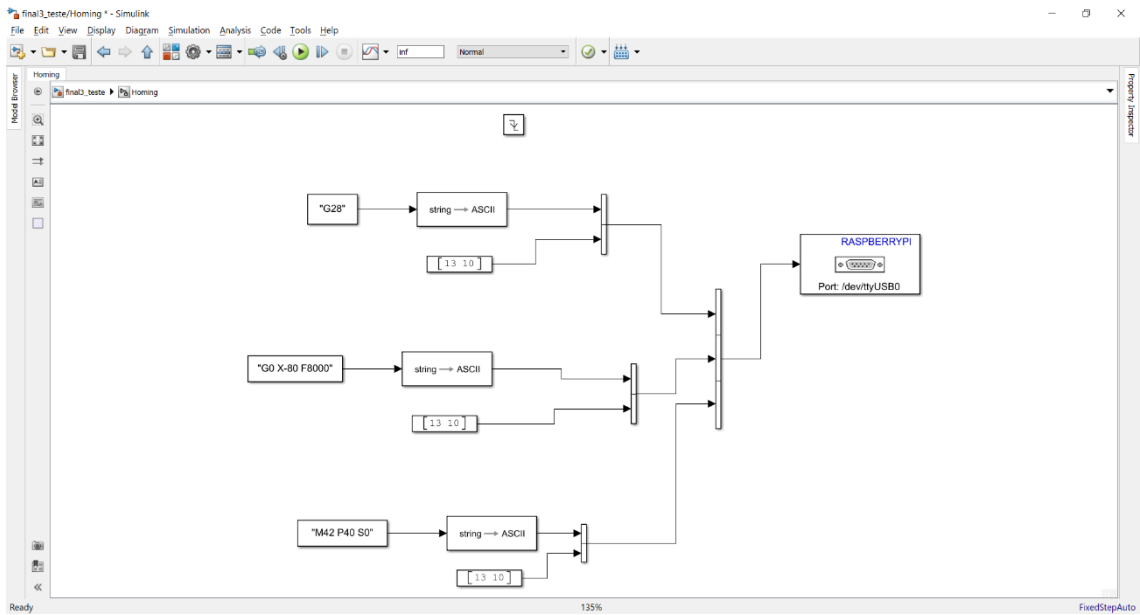 final3_teste/Homing * - Simulink
File Edit View Display Diagram Simulation Analysis Code Tools Help
inf Normal
Homing
final3_teste Homing
Model Browser
Property Inspector
"G28" string → ASCII
[13 10]
RASPBERRYPI
Port: /dev/ttyUSB0
"G0 X-80 F8000" string → ASCII
[13 10]
"M42 P40 S0" string → ASCII
[13 10]
Ready 135% FixedStepAuto